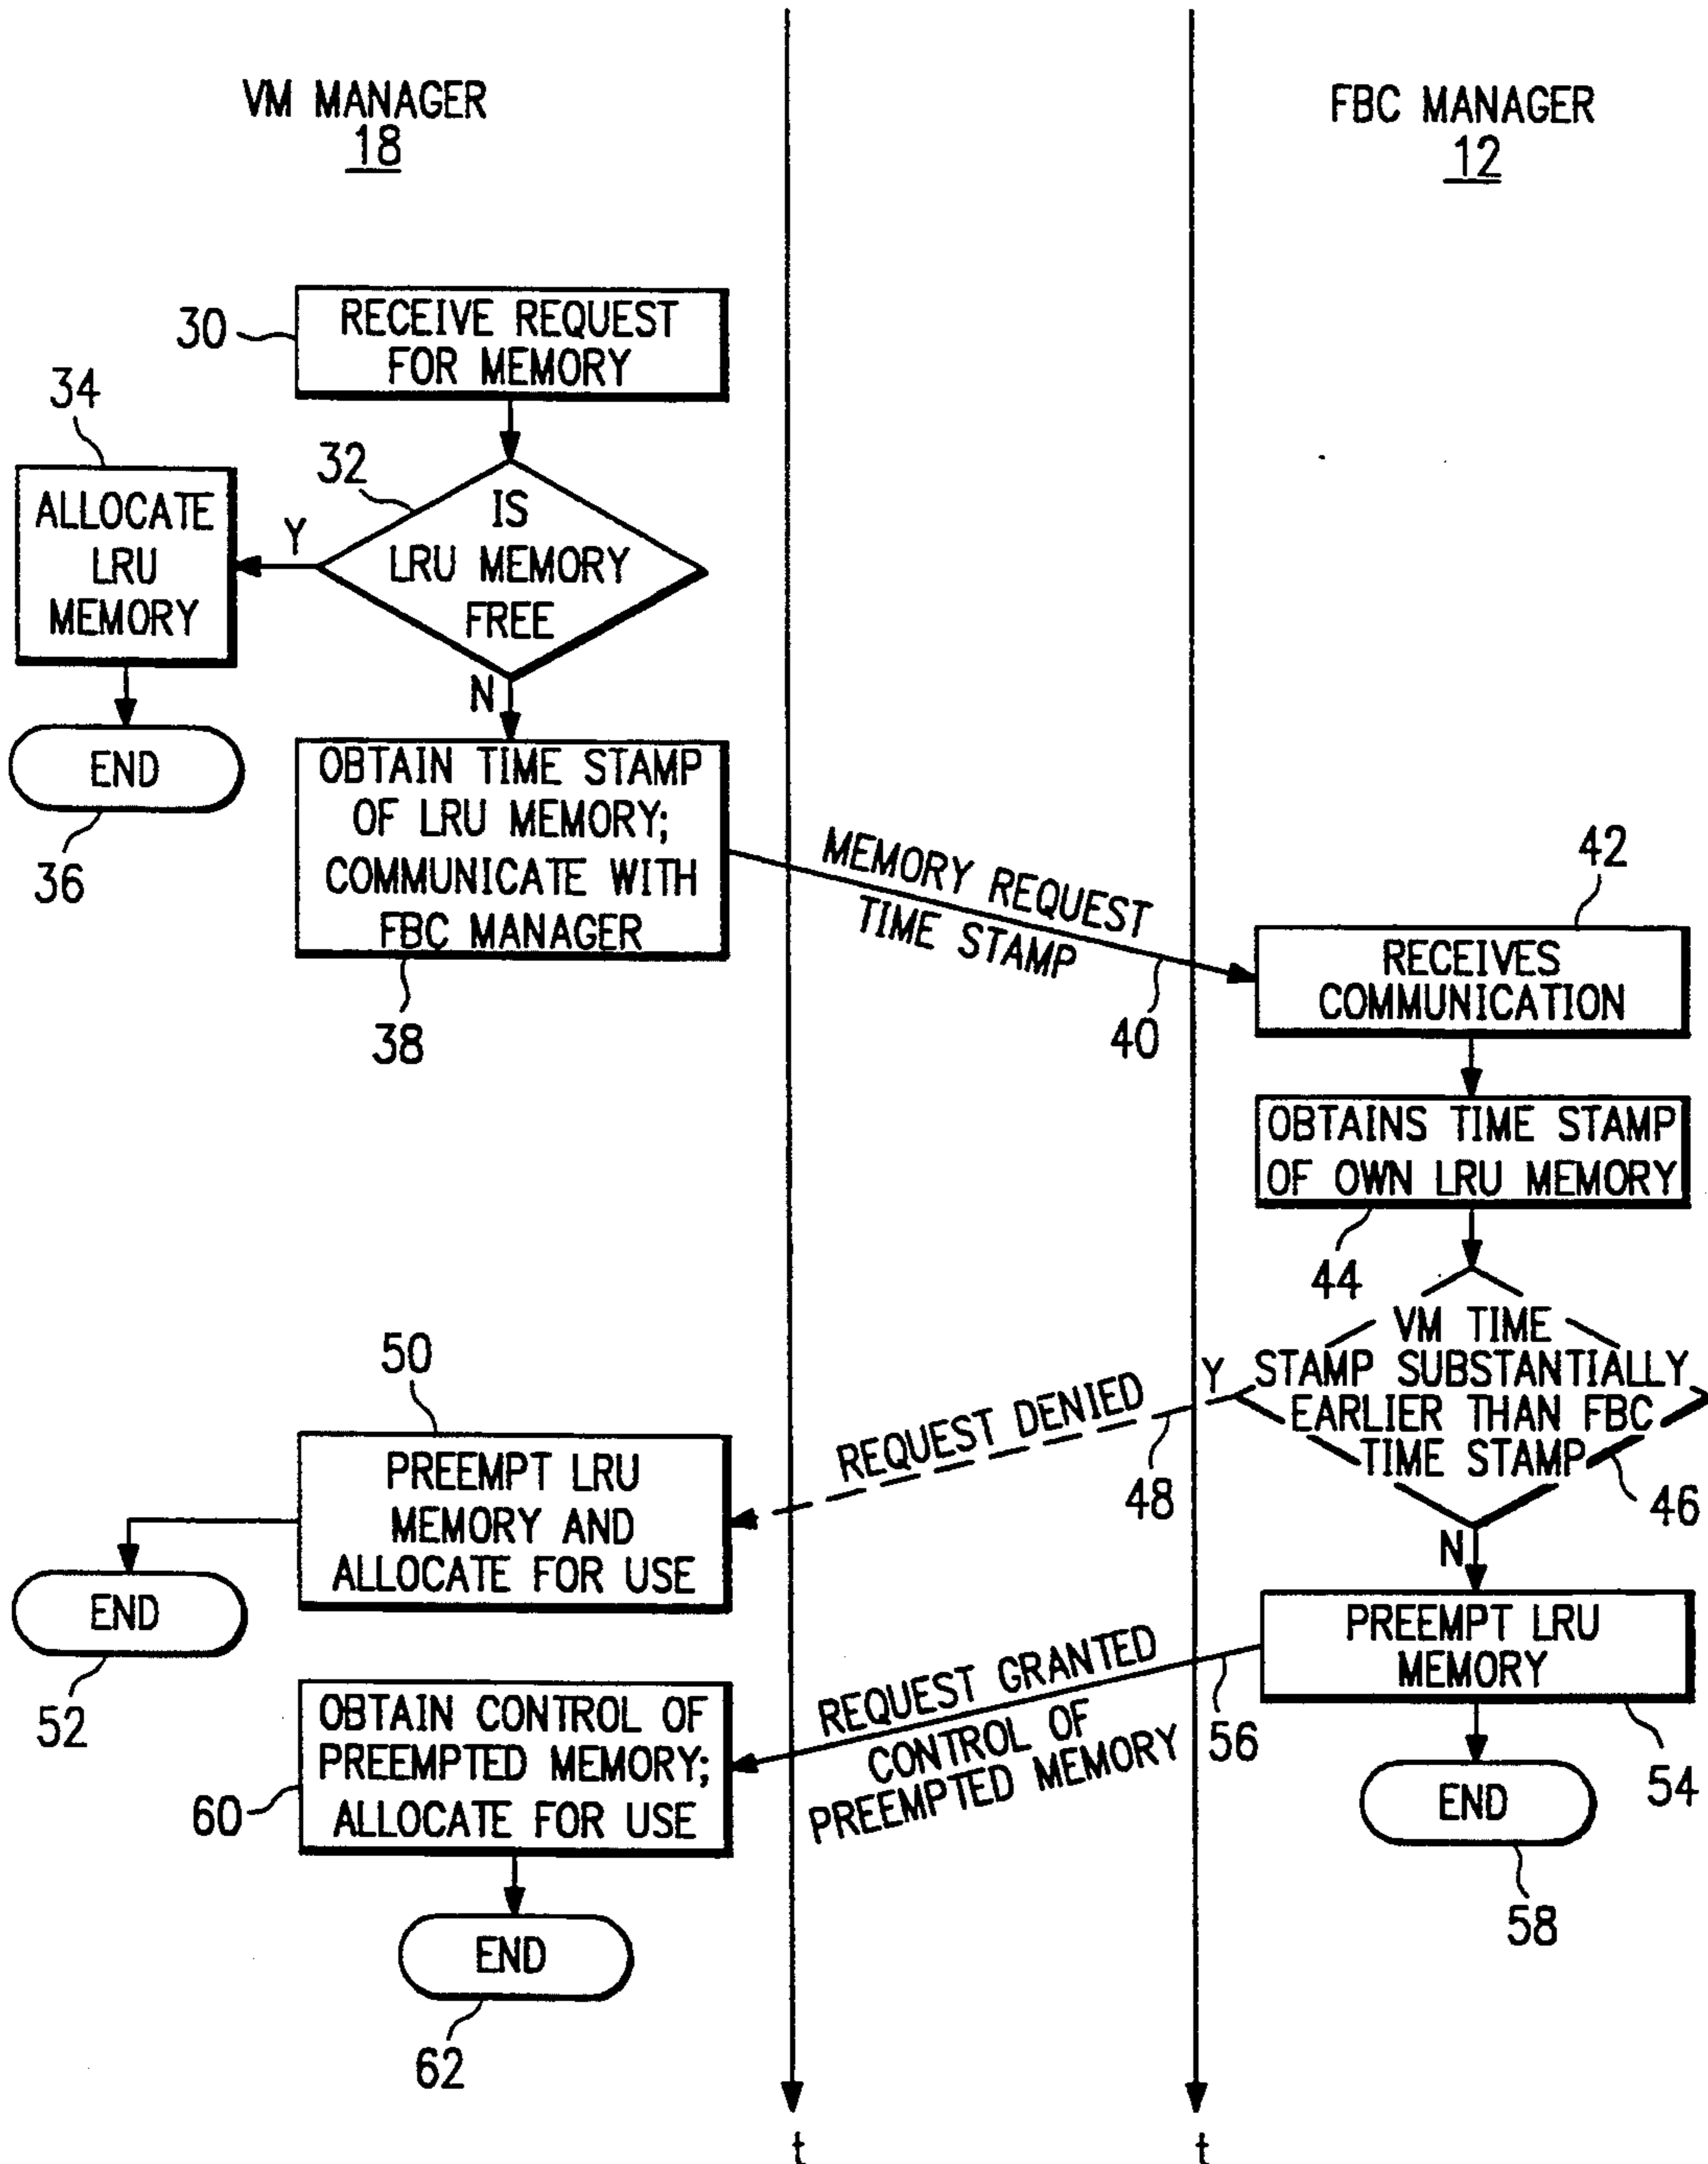 VM MANAGER
18
FBC MANAGER
12
30
RECEIVE REQUEST
FOR MEMORY
34
32
ALLOCATE
LRU
MEMORY
Y
IS
LRU MEMORY
FREE
N
END
36
OBTAIN TIME STAMP
OF LRU MEMORY;
COMMUNICATE WITH
FBC MANAGER
38
MEMORY REQUEST
TIME STAMP
40
42
RECEIVES
COMMUNICATION
OBTAINS TIME STAMP
OF OWN LRU MEMORY
44
VM TIME
STAMP SUBSTANTIALLY
EARLIER THAN FBC
TIME STAMP
46
Y
N
REQUEST DENIED
48
50
PREEMPT LRU
MEMORY AND
ALLOCATE FOR USE
END
52
PREEMPT LRU
MEMORY
54
REQUEST GRANTED
CONTROL OF
PREEMPTED MEMORY
56
END
58
OBTAIN CONTROL OF
PREEMPTED MEMORY;
ALLOCATE FOR USE
60
END
62
t
t